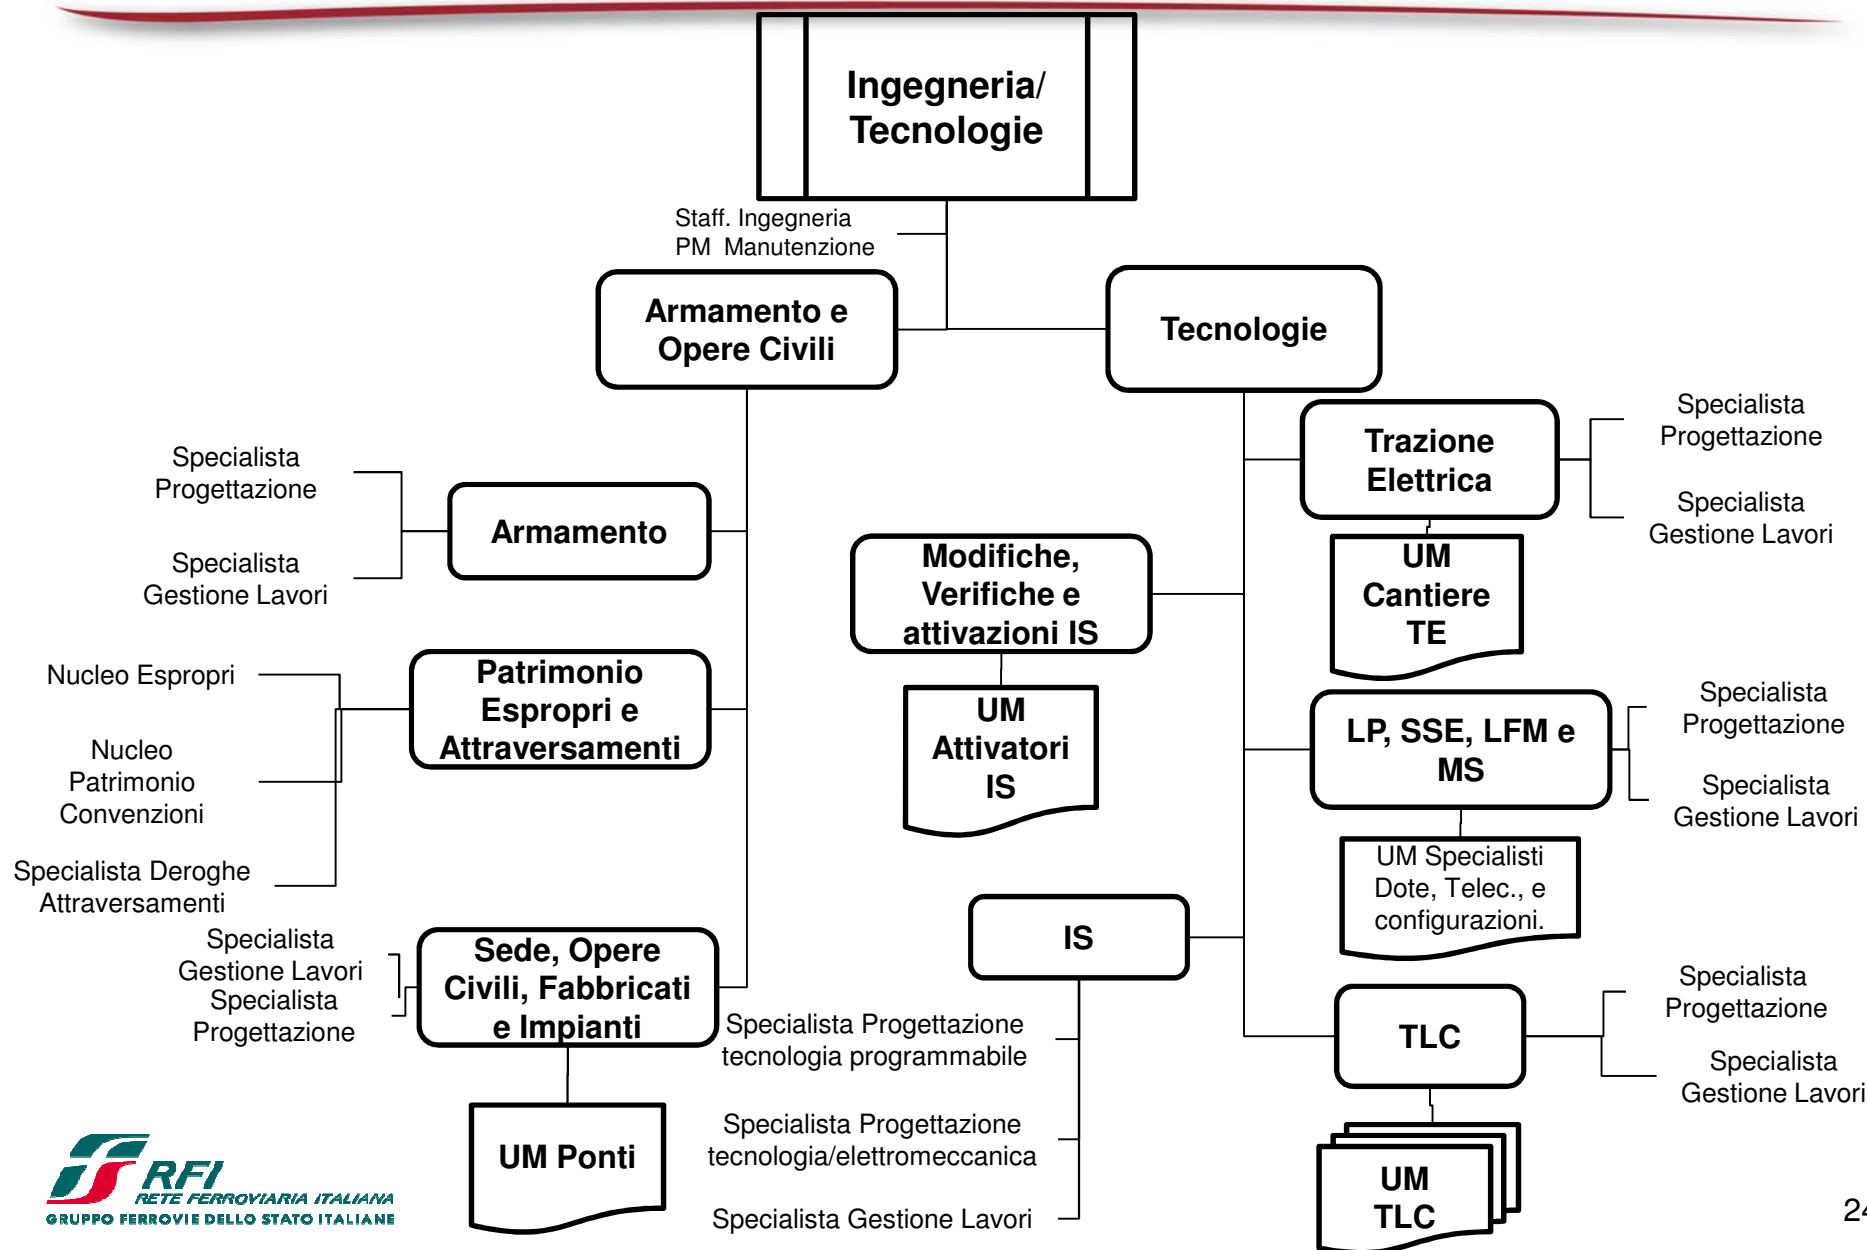 Ingegneria/
Tecnologie
Staff. Ingegneria
PM Manutenzione
Armamento e
Opere Civili
Tecnologie
Specialista
Progettazione
Specialista
Gestione Lavori
Armamento
Nucleo Espropri
Nucleo
Patrimonio
Convenzioni
Specialista Deroghe
Attraversamenti
Patrimonio
Espropri e
Attraversamenti
Specialista
Gestione Lavori
Specialista
Progettazione
Sede, Opere
Civili, Fabbricati
e Impianti
UM Ponti
Modifiche,
Verifiche e
attivazioni IS
UM
Attivatori
IS
IS
Specialista Progettazione
tecnologia programmabile
Specialista Progettazione
tecnologia/elettromeccanica
Specialista Gestione Lavori
Trazione
Elettrica
Specialista
Progettazione
Specialista
Gestione Lavori
UM
Cantiere
TE
LP, SSE, LFM e
MS
Specialista
Progettazione
Specialista
Gestione Lavori
UM Specialisti
Dote, Telec., e
configurazioni.
TLC
Specialista
Progettazione
Specialista
Gestione Lavori
UM
TLC
RFI
RETE FERROVIARIA ITALIANA
GRUPPO FERROVIE DELLO STATO ITALIANE
24